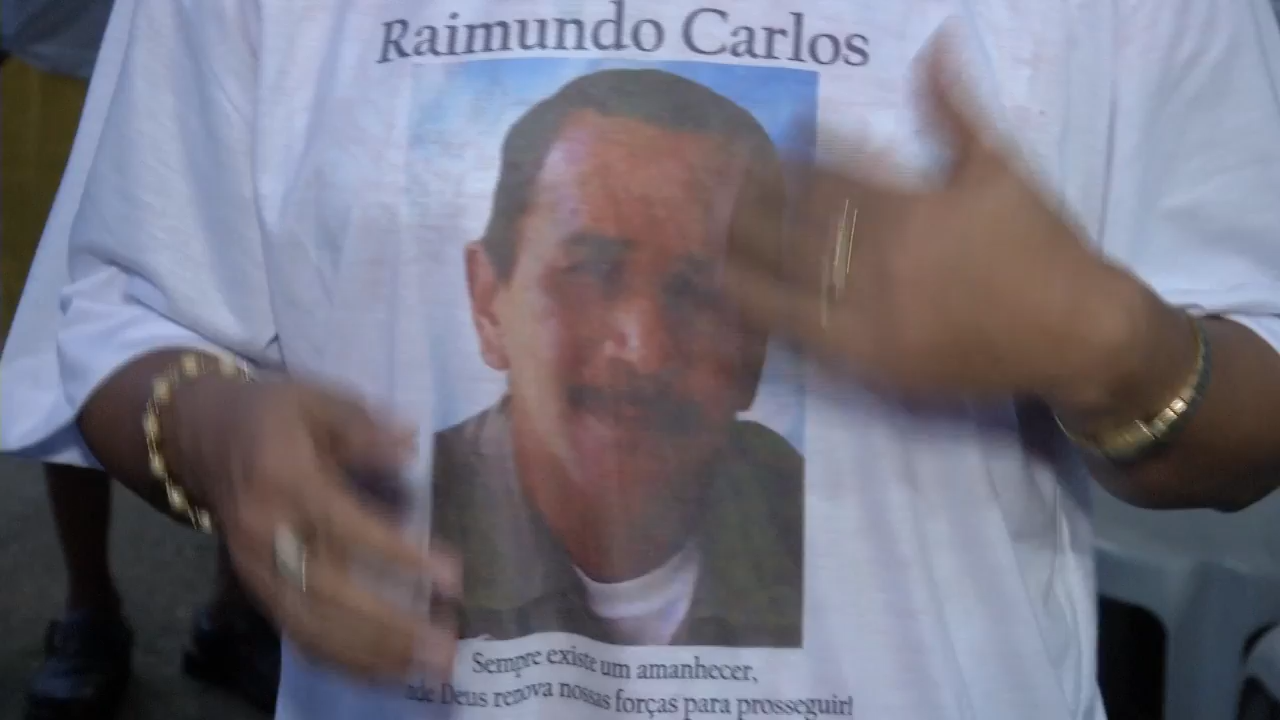 Raimundo Carlos
Sempre existe um amanhecer,
Deus renova nossas forças para prosseguir!